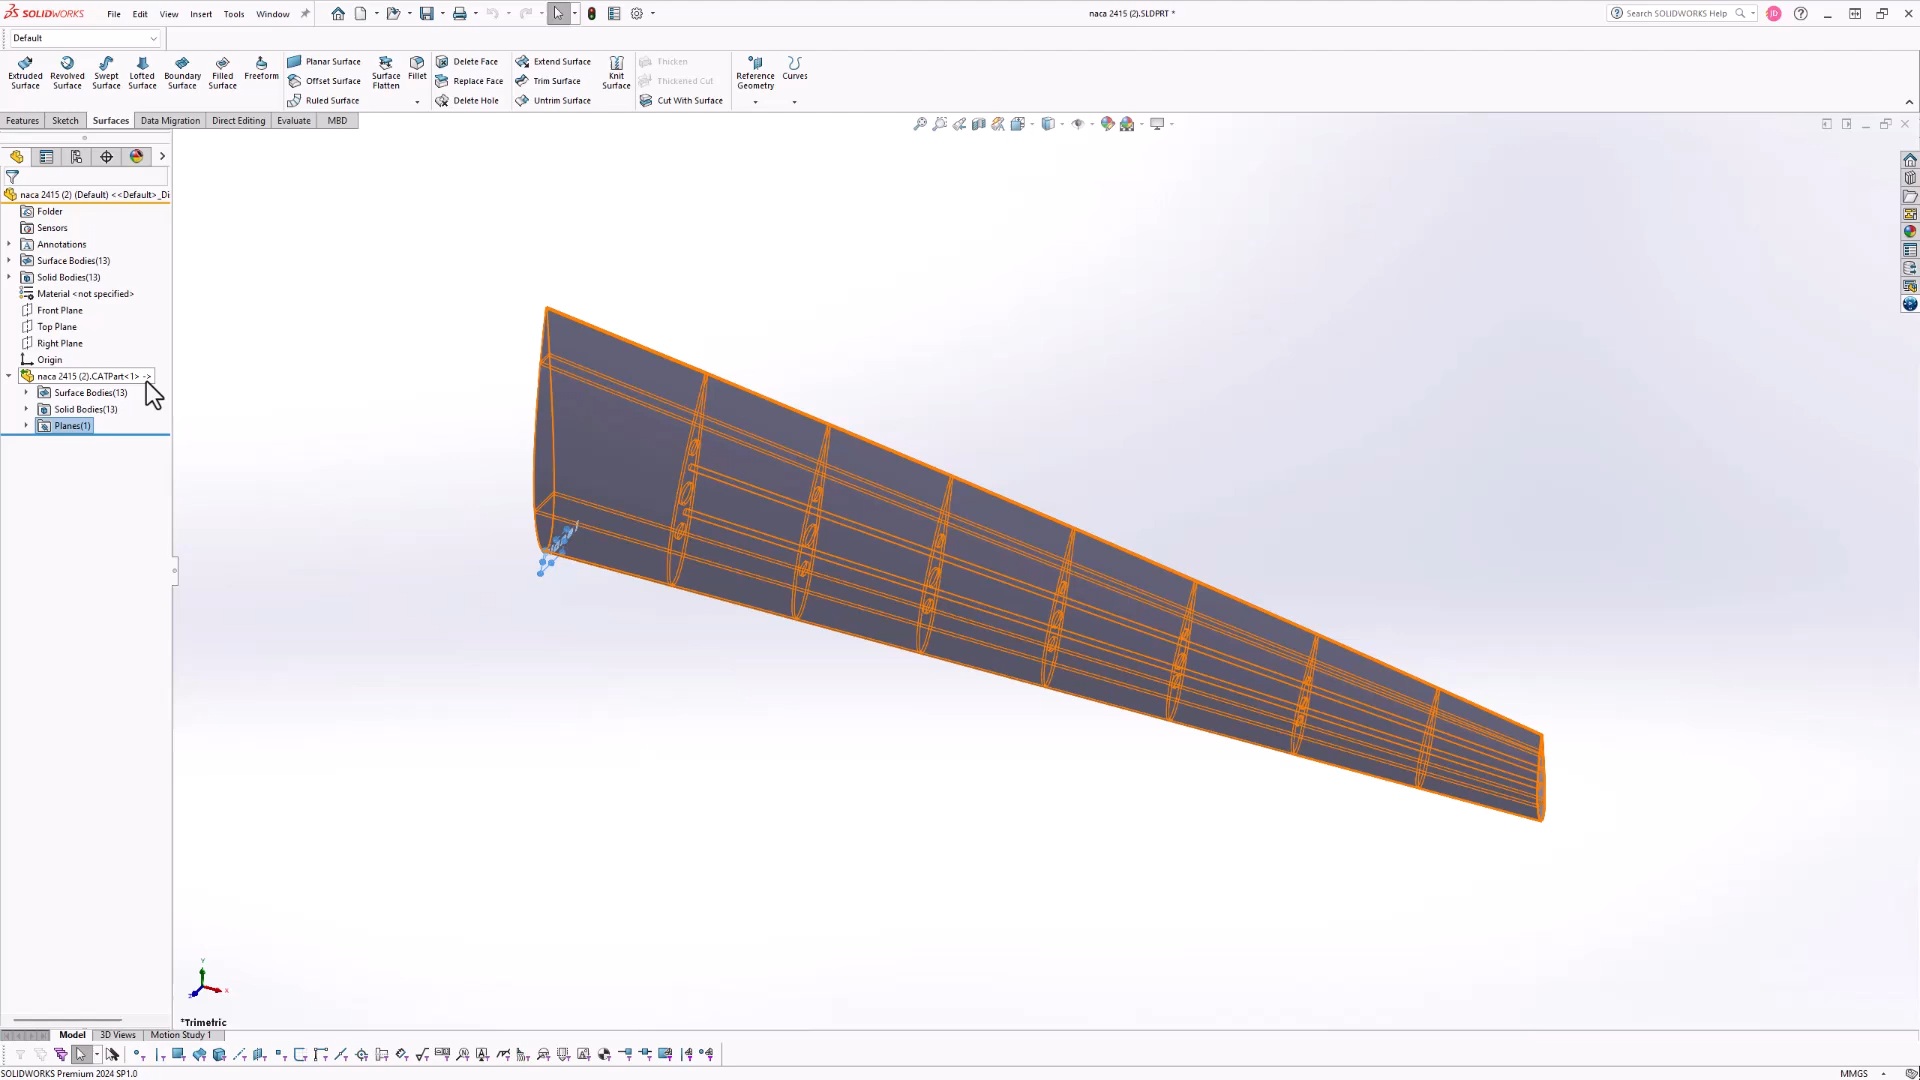 SOLIDWORKS File Edit View Insert Tools Window naca 2415 (2).SLDPRT * Search SOLIDWORKS Help
Default
Extruded Surface
Revolved Surface
Swept Surface
Lofted Surface
Boundary Surface
Filled Surface
Freeform
Planar Surface
Offset Surface
Ruled Surface
Surface Flatten
Fillet
Delete Face
Replace Face
Delete Hole
Extend Surface
Trim Surface
Untrim Surface
Knit Surface
Thicken
Thickened Cut
Cut With Surface
Reference Geometry
Curves
Features Sketch Surfaces Data Migration Direct Editing Evaluate MBD
naca 2415 (2) (Default) <<Default>_Di
Folder
Sensors
Annotations
Surface Bodies(13)
Solid Bodies(13)
Material <not specified>
Front Plane
Top Plane
Right Plane
Origin
naca 2415 (2).CATPart<1> ->
Surface Bodies(13)
Solid Bodies(13)
Planes(1)
Y
X
Z
*Trimetric
Model 3D Views Motion Study 1
SOLIDWORKS Premium 2024 SP1.0 MMGS